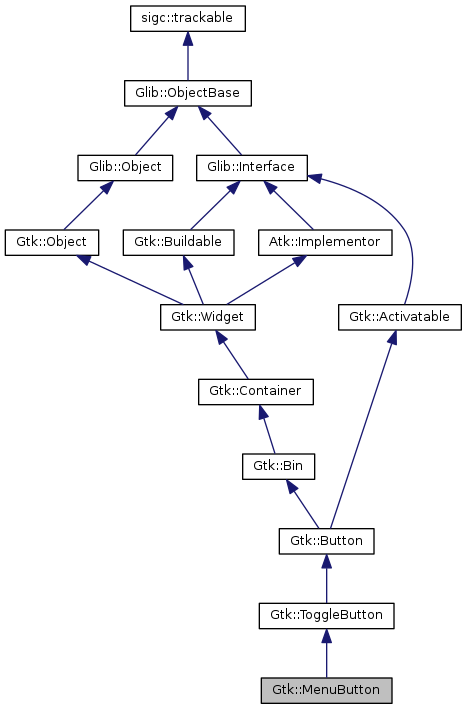 sigc::trackable
Glib::ObjectBase
Glib::Object
Glib::Interface
Gtk::Object
Gtk::Buildable
Atk::Implementor
Gtk::Widget
Gtk::Activatable
Gtk::Container
Gtk::Bin
Gtk::Button
Gtk::ToggleButton
Gtk::MenuButton